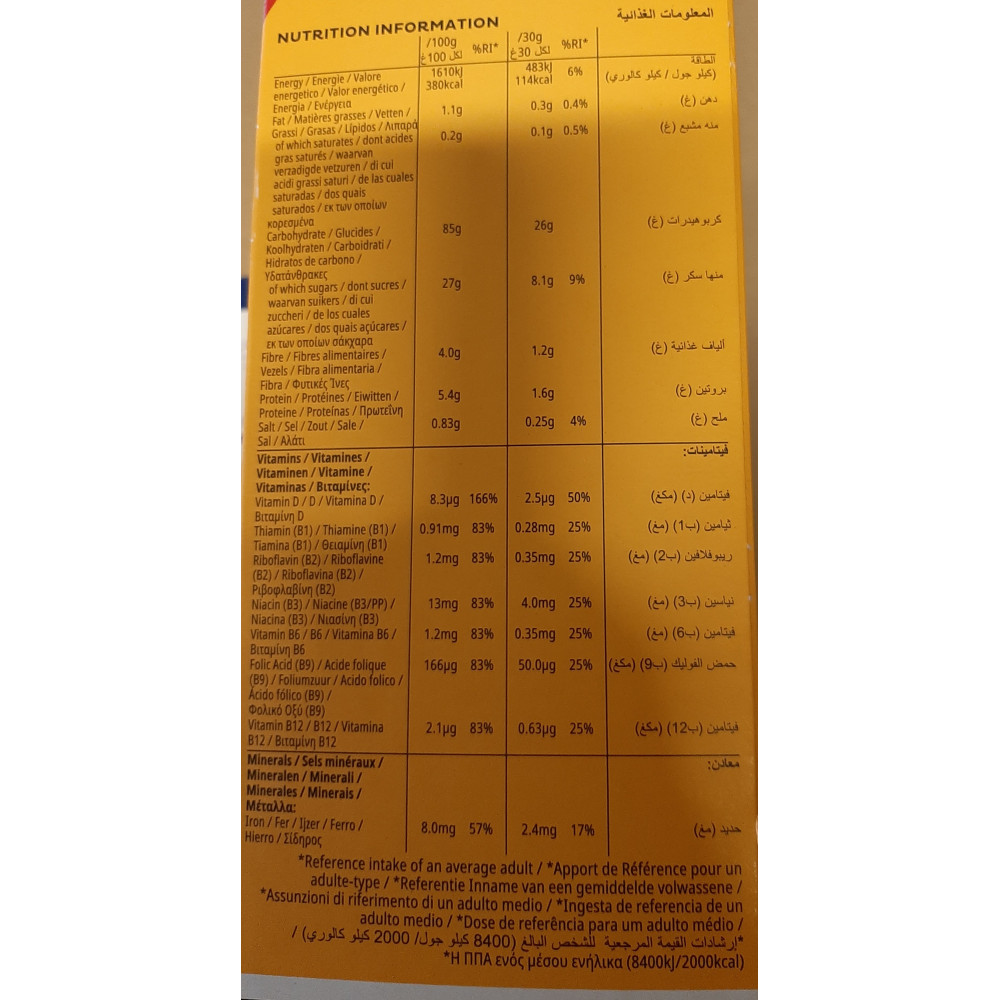 NUTRITION INFORMATION المعلومات الغذائية
/100g %RI* /30g %RI*
لكل 100غ لكل 30غ
Energy / Energie / Valore 1610kJ 483kJ 6% الطاقة
energetico / Valor energético / 380kcal 114kcal (كيلو جول / كيلو كالوري)
Energia / Ενέργεια
Fat / Matières grasses / Vetten / 1.1g 0.3g 0.4% دهن (غ)
Grassi / Grasas / Lípidos / Λιπαρά
of which saturates / dont acides 0.2g 0.1g 0.5% منه مشبع (غ)
gras saturés / waarvan
verzadigde vetzuren / di cui
acidi grassi saturi / de las cuales
saturadas / dos quais
saturados / εκ των οποίων
κορεσμένα
Carbohydrate / Glucides / 85g 26g كربوهيدرات (غ)
Koolhydraten / Carboidrati /
Hidratos de carbono /
Υδατάνθρακες
of which sugars / dont sucres / 27g 8.1g 9% منها سكر (غ)
waarvan suikers / di cui
zuccheri / de los cuales
azúcares / dos quais açúcares /
εκ των οποίων σάκχαρα
Fibre / Fibres alimentaires / 4.0g 1.2g ألياف غذائية (غ)
Vezels / Fibra alimentaria /
Fibra / Φυτικές Ίνες
Protein / Protéines / Eiwitten / 5.4g 1.6g بروتين (غ)
Proteine / Proteínas / Πρωτεΐνη
Salt / Sel / Zout / Sale / 0.83g 0.25g 4% ملح (غ)
Sal / Αλάτι
Vitamins / Vitamines / فيتامينات:
Vitaminen / Vitamine /
Vitaminas / Βιταμίνες:
Vitamin D / D / Vitamina D / 8.3µg 166% 2.5µg 50% فيتامين (د) (مكغ)
Βιταμίνη D
Thiamin (B1) / Thiamine (B1) / 0.91mg 83% 0.28mg 25% ثيامين (ب1) (مغ)
Tiamina (B1) / Θειαμίνη (B1)
Riboflavin (B2) / Riboflavine 1.2mg 83% 0.35mg 25% ريبوفلافين (ب2) (مغ)
(B2) / Riboflavina (B2) /
Ριβοφλαβίνη (B2)
Niacin (B3) / Niacine (B3/PP) / 13mg 83% 4.0mg 25% نياسين (ب3) (مغ)
Niacina (B3) / Νιασίνη (B3)
Vitamin B6 / B6 / Vitamina B6 / 1.2mg 83% 0.35mg 25% فيتامين (ب6) (مغ)
Βιταμίνη B6
Folic Acid (B9) / Acide folique 166µg 83% 50.0µg 25% حمض الفوليك (ب9) (مكغ)
(B9) / Foliumzuur / Acido folico /
Ácido fólico (B9) /
Φολικό Οξύ (B9)
Vitamin B12 / B12 / Vitamina 2.1µg 83% 0.63µg 25% فيتامين (ب12) (مكغ)
B12 / Βιταμίνη B12
Minerals / Sels minéraux / معادن:
Mineralen / Minerali /
Minerales / Minerais /
Μέταλλα:
Iron / Fer / Ijzer / Ferro / 8.0mg 57% 2.4mg 17% حديد (مغ)
Hierro / Σίδηρος
*Reference intake of an average adult / *Apport de Référence pour un
adulte-type / *Referentie Inname van een gemiddelde volwassene /
*Assunzioni di riferimento di un adulto medio / *Ingesta de referencia de un
adulto medio / *Dose de referência para um adulto médio /
*إرشادات القيمة المرجعية للشخص البالغ (8400 كيلو جول/ 2000 كيلو كالوري) /
*Η ΠΠΑ ενός μέσου ενήλικα (8400kJ/2000kcal)